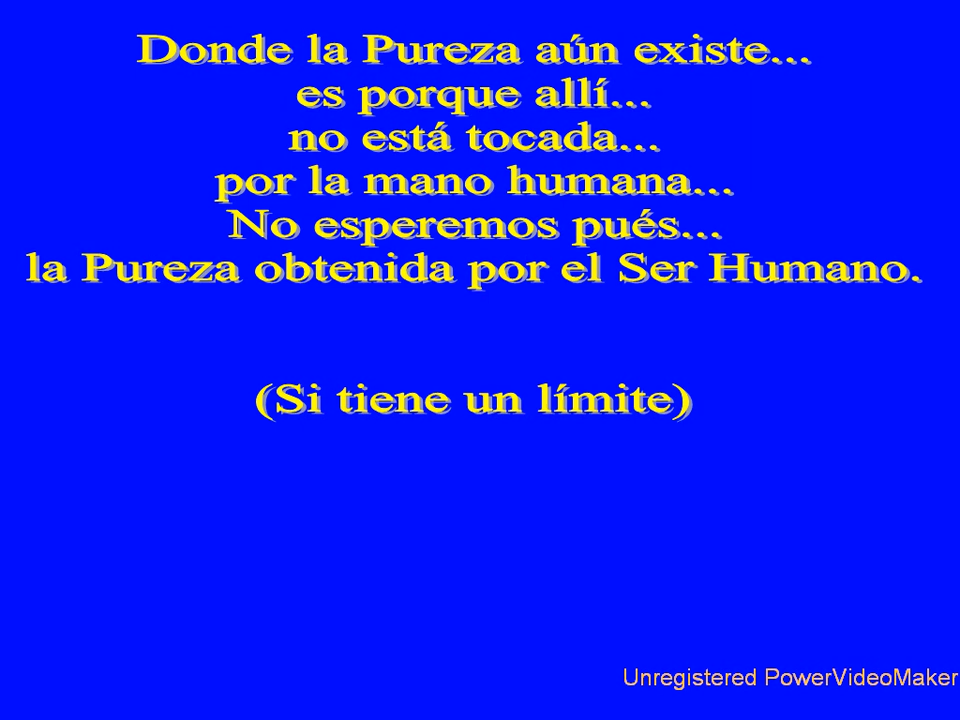 Donde la Pureza aún existe...
es porque allí...
no está tocada...
por la mano humana...
No esperemos pués...
la Pureza obtenida por el Ser Humano.
(Si tiene un límite)
Unregistered PowerVideoMaker